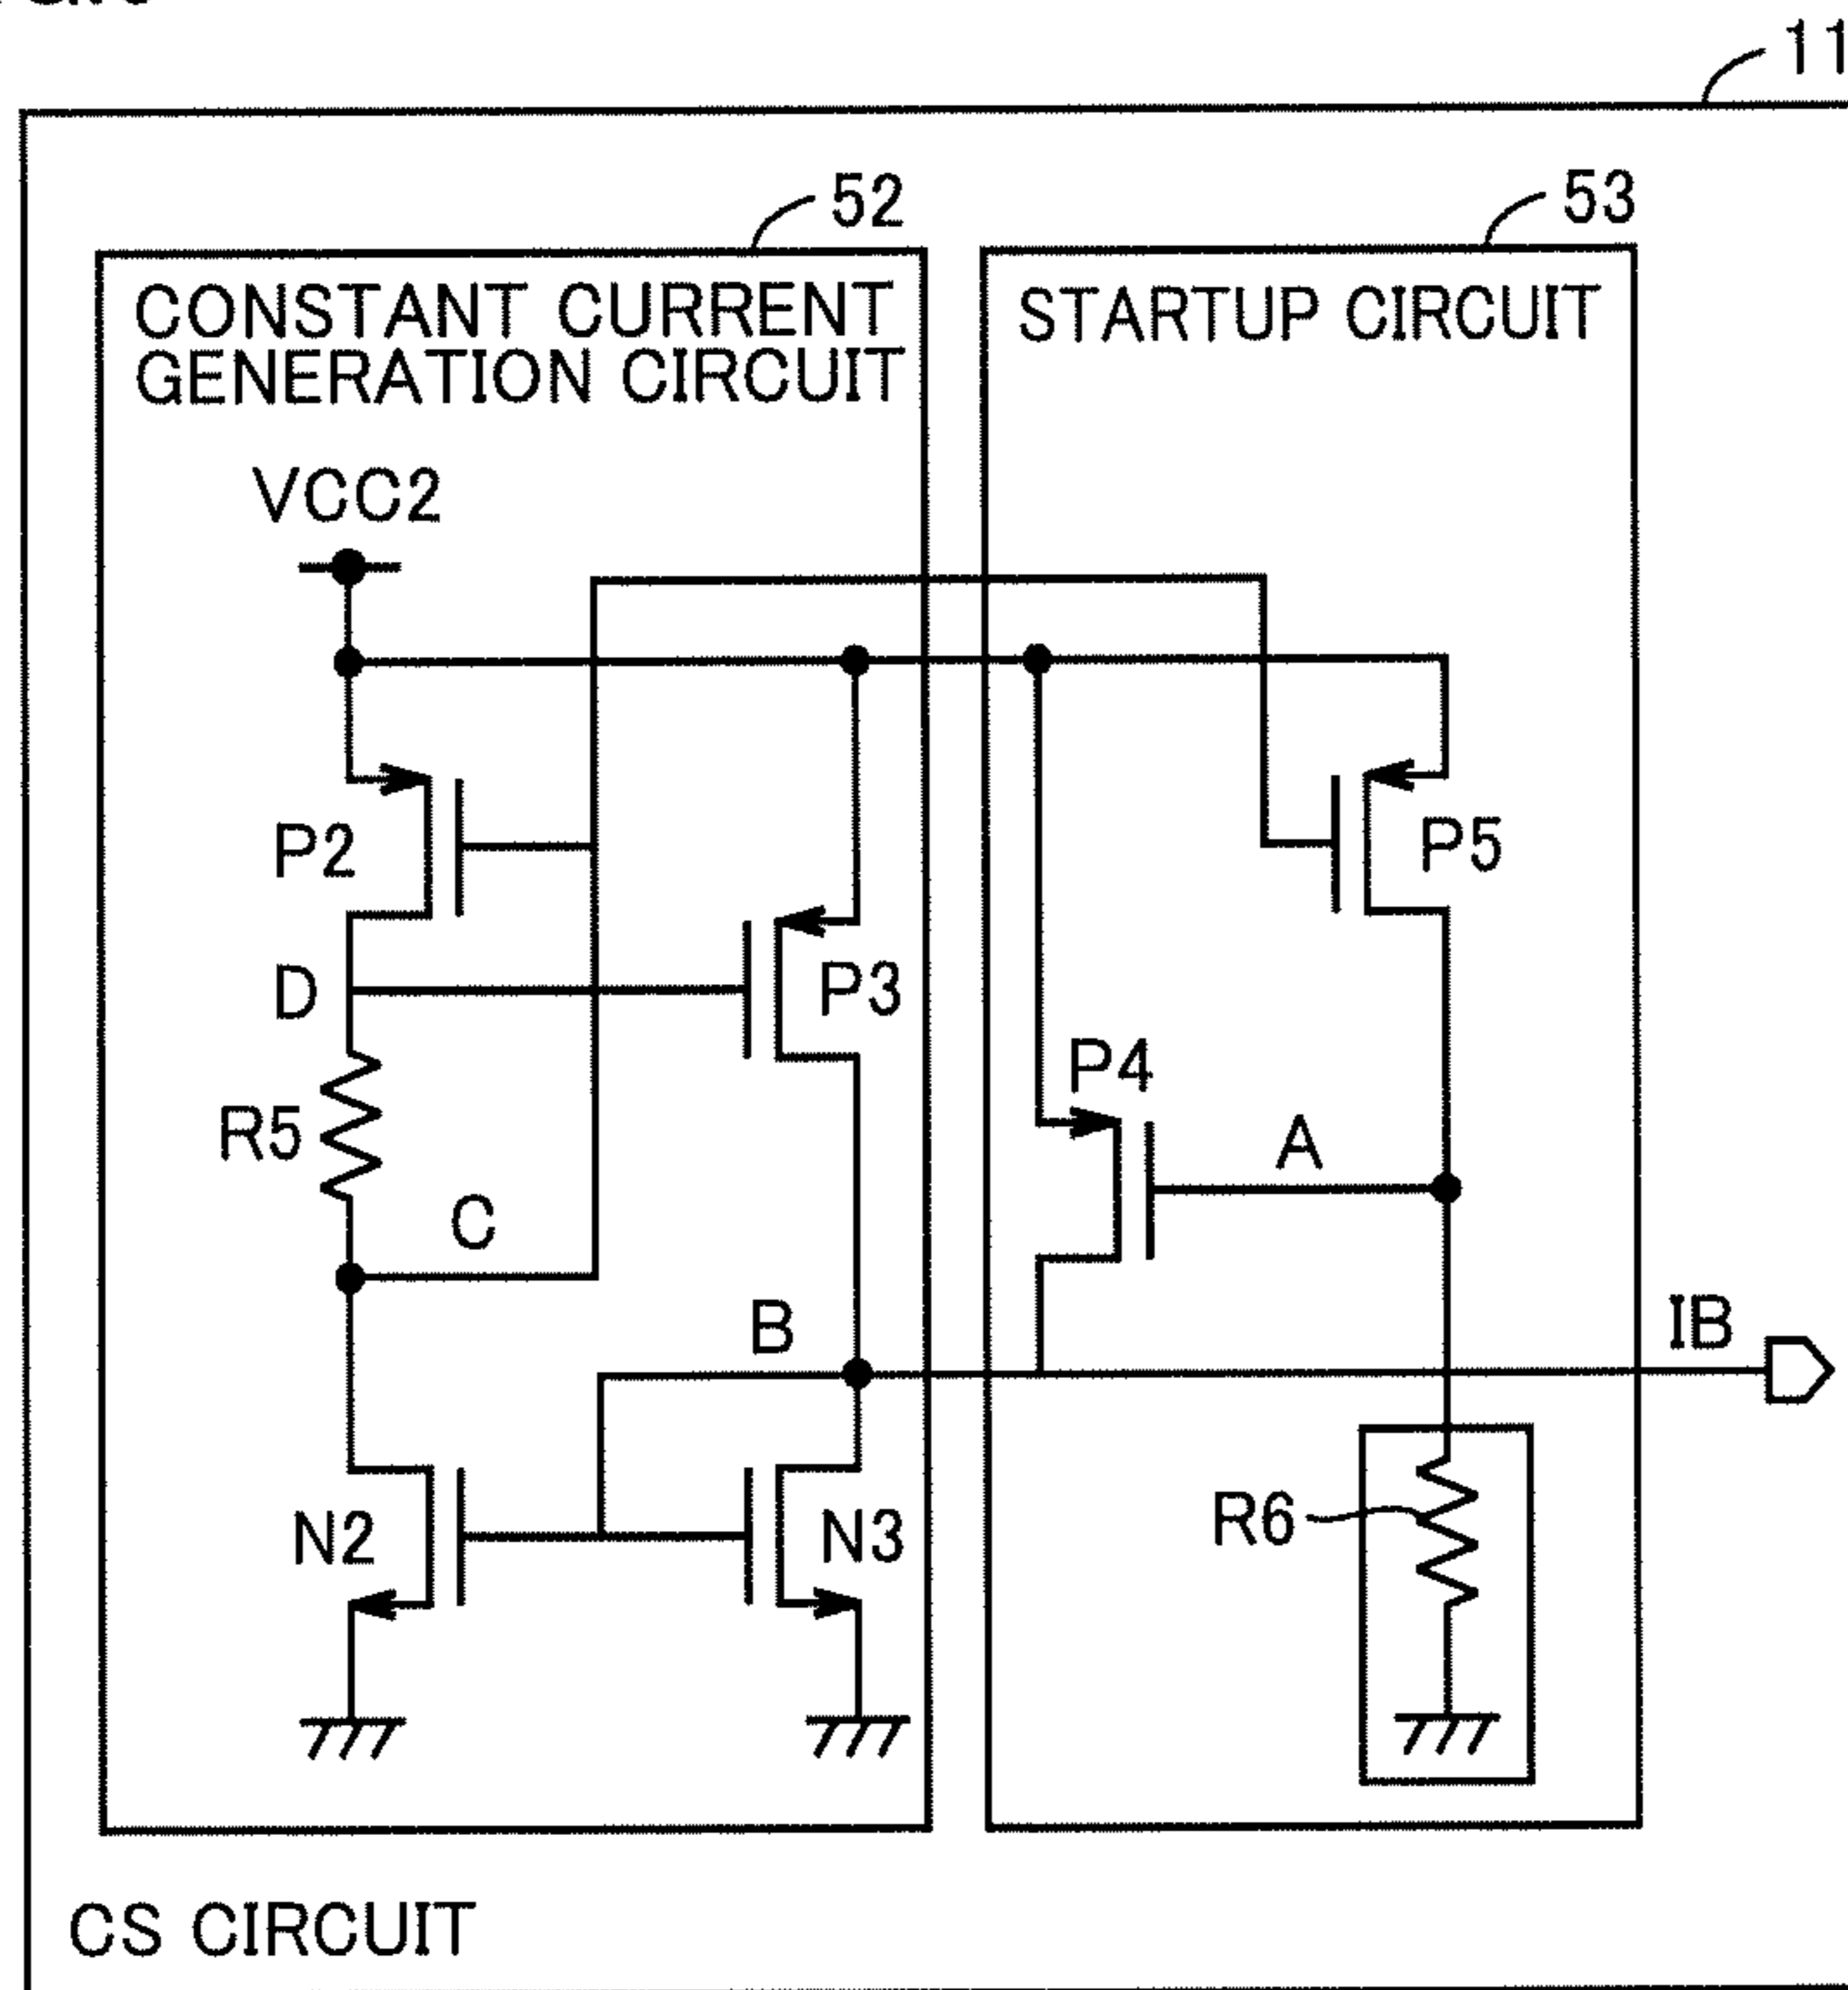 11
52
53
CONSTANT CURRENT
GENERATION CIRCUIT
STARTUP CIRCUIT
VCC2
P2
P5
D
P3
P4
R5
A
C
B
IB
N2
N3
R6
CS CIRCUIT